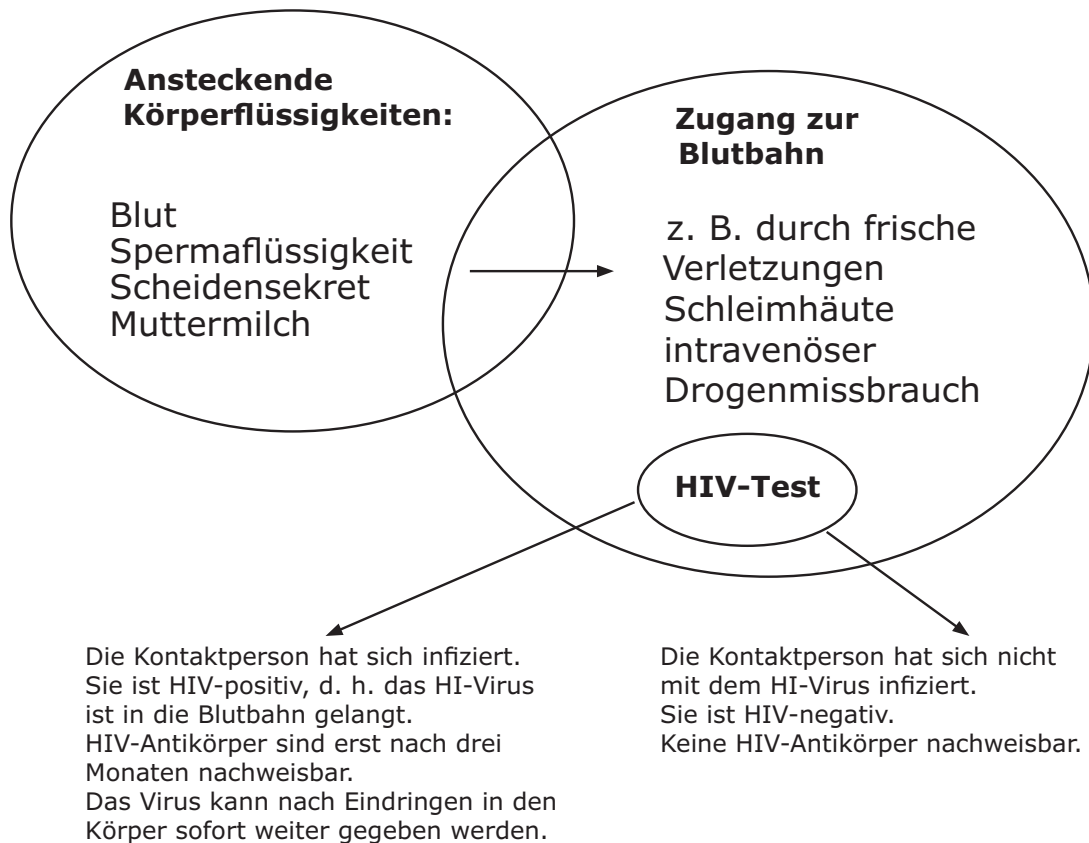 Ansteckende
Körperflüssigkeiten:
Blut
Spermaflüssigkeit
Scheidensekret
Muttermilch
Zugang zur
Blutbahn
z. B. durch frische
Verletzungen
Schleimhäute
intravenöser
Drogenmissbrauch
HIV-Test
Die Kontaktperson hat sich infiziert.
Sie ist HIV-positiv, d. h. das HI-Virus
ist in die Blutbahn gelangt.
HIV-Antikörper sind erst nach drei
Monaten nachweisbar.
Das Virus kann nach Eindringen in den
Körper sofort weiter gegeben werden.
Die Kontaktperson hat sich nicht
mit dem HI-Virus infiziert.
Sie ist HIV-negativ.
Keine HIV-Antikörper nachweisbar.